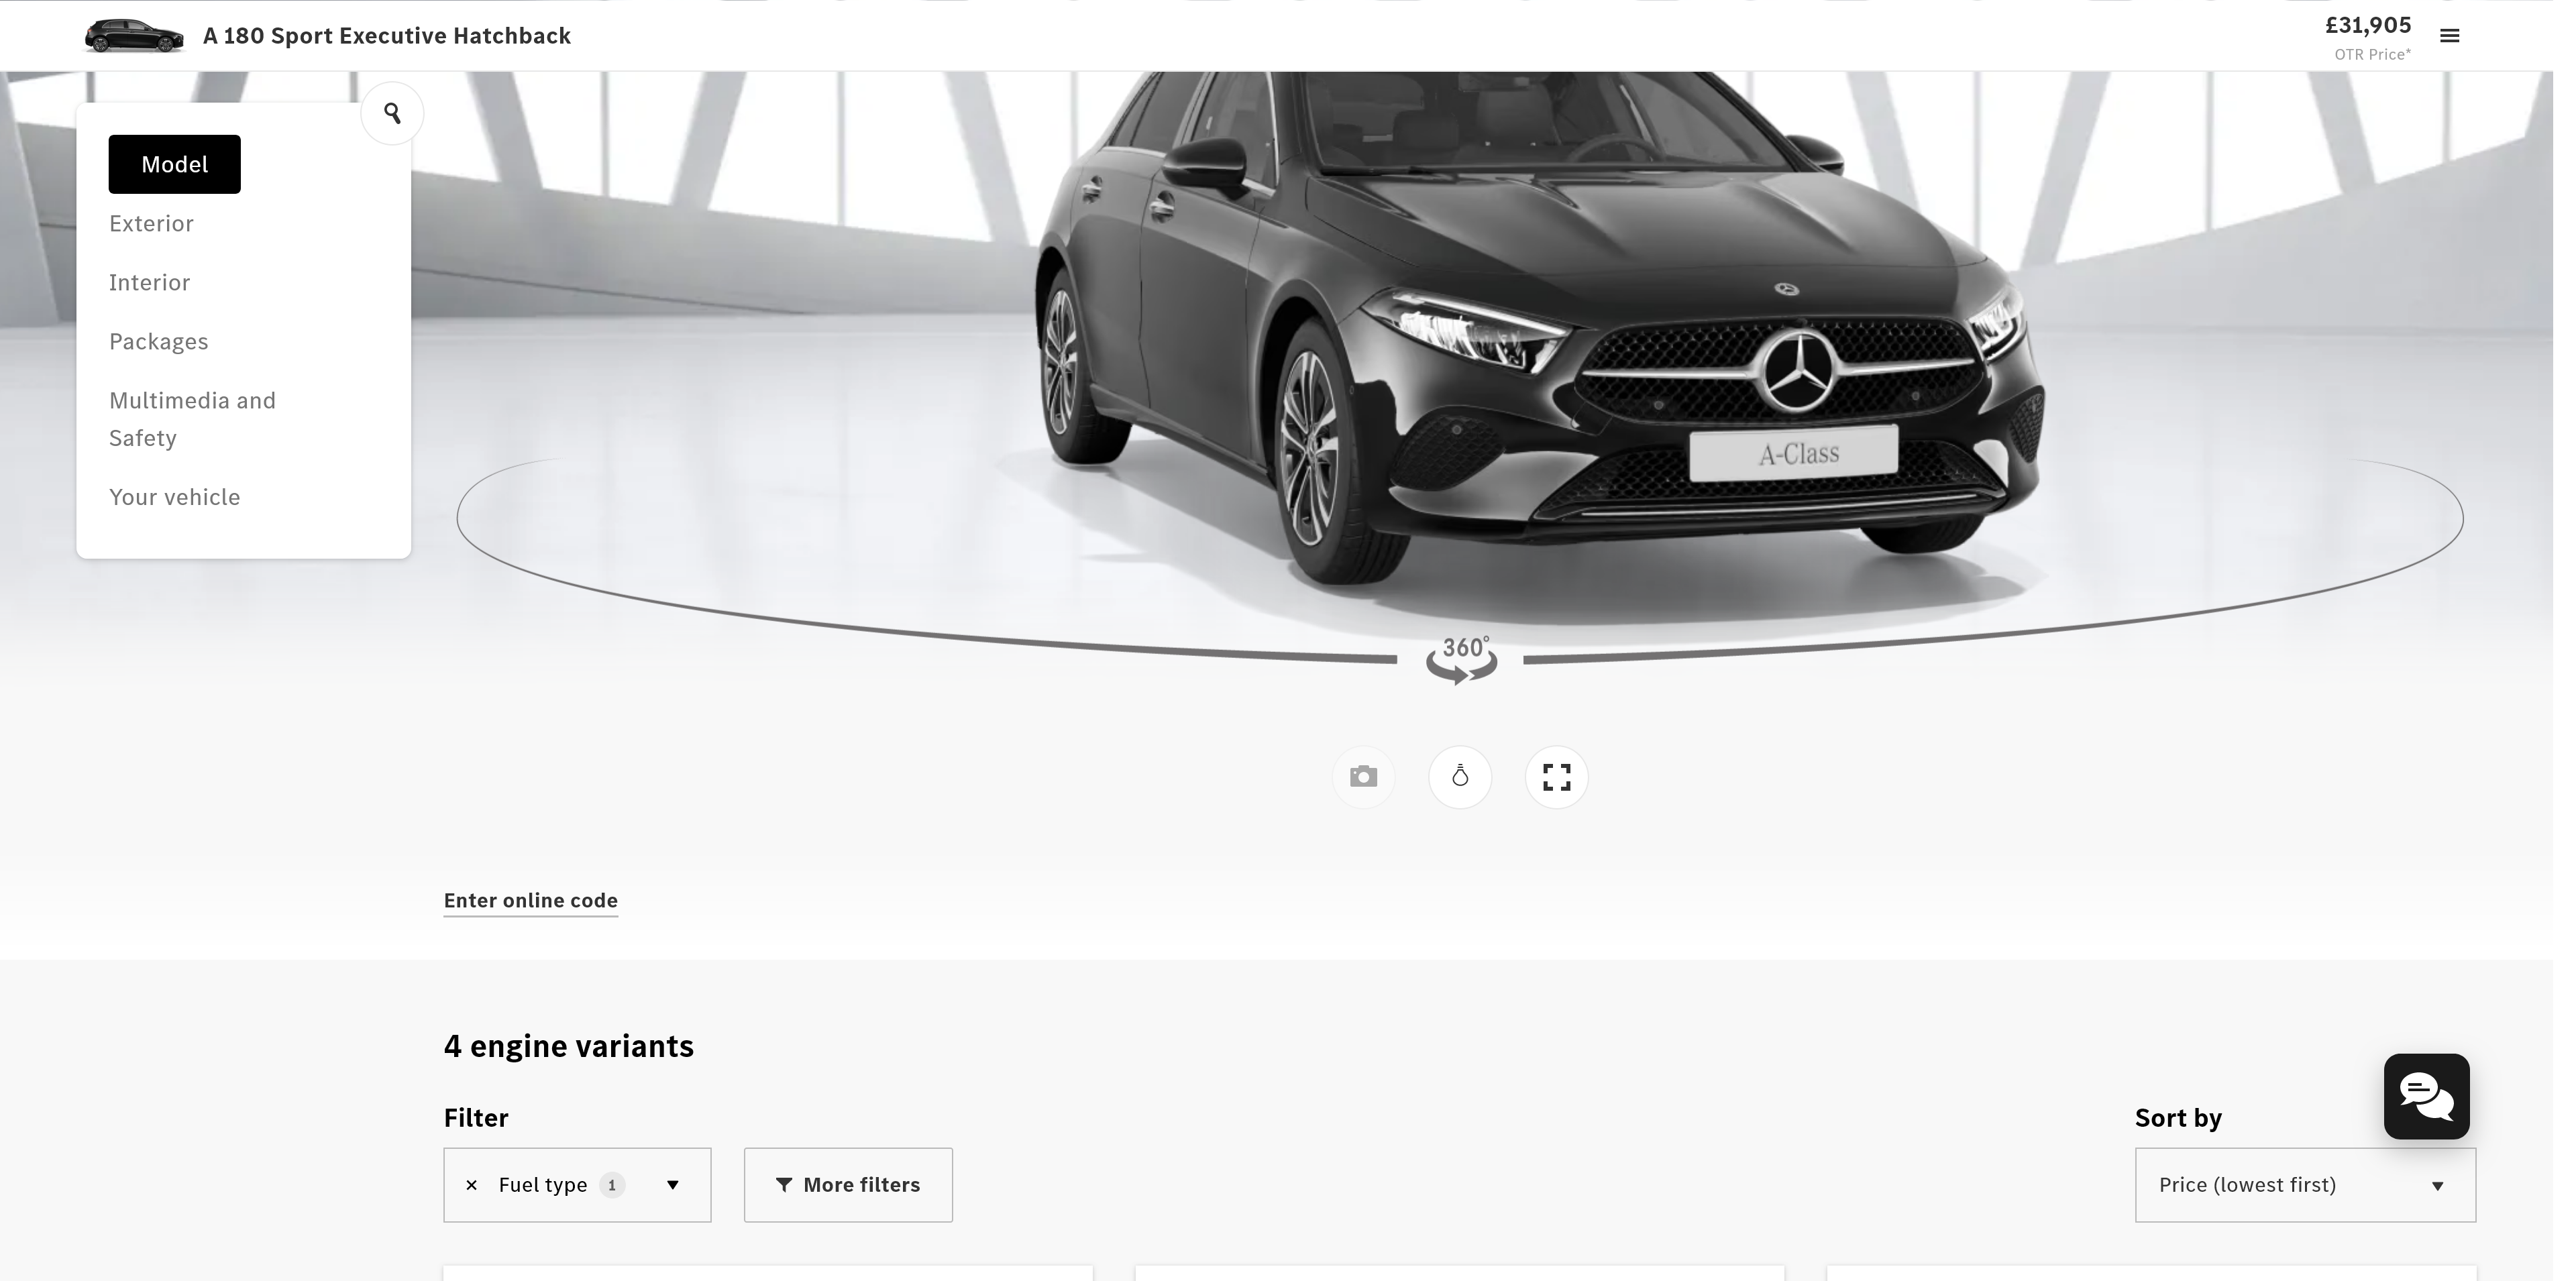 A 180 Sport Executive Hatchback
£31,905
OTR Price*
Model
Exterior
Interior
Packages
Multimedia and
Safety
Your vehicle
A-Class
360°
Enter online code
4 engine variants
Filter
Sort by
Fuel type 1
More filters
Price (lowest first)